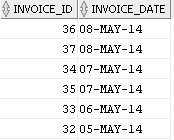 INVOICE_ID INVOICE_DATE
36 08-MAY-14
37 08-MAY-14
34 07-MAY-14
35 07-MAY-14
33 06-MAY-14
32 05-MAY-14